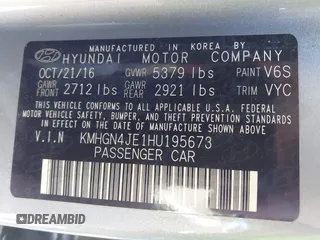 MANUFACTURED IN KOREA BY
HYUNDAI MOTOR COMPANY
OCT/21/16 GVWR 5379 lbs PAINT V6S
GAWR FRONT 2712 lbs GAWR REAR 2921 lbs TRIM VYC
THIS VEHICLE CONFORMS TO ALL APPLICABLE
FEDERAL MOTOR VEHICLE SAFETY,
BUMPER, AND THEFT PREVENTION STANDARDS
IN EFFECT ON THE DATE OF MANUFACTURE
SHOWN ABOVE.
V.I.N KMHGN4JE1HU195673
PASSENGER CAR
DREAMBID